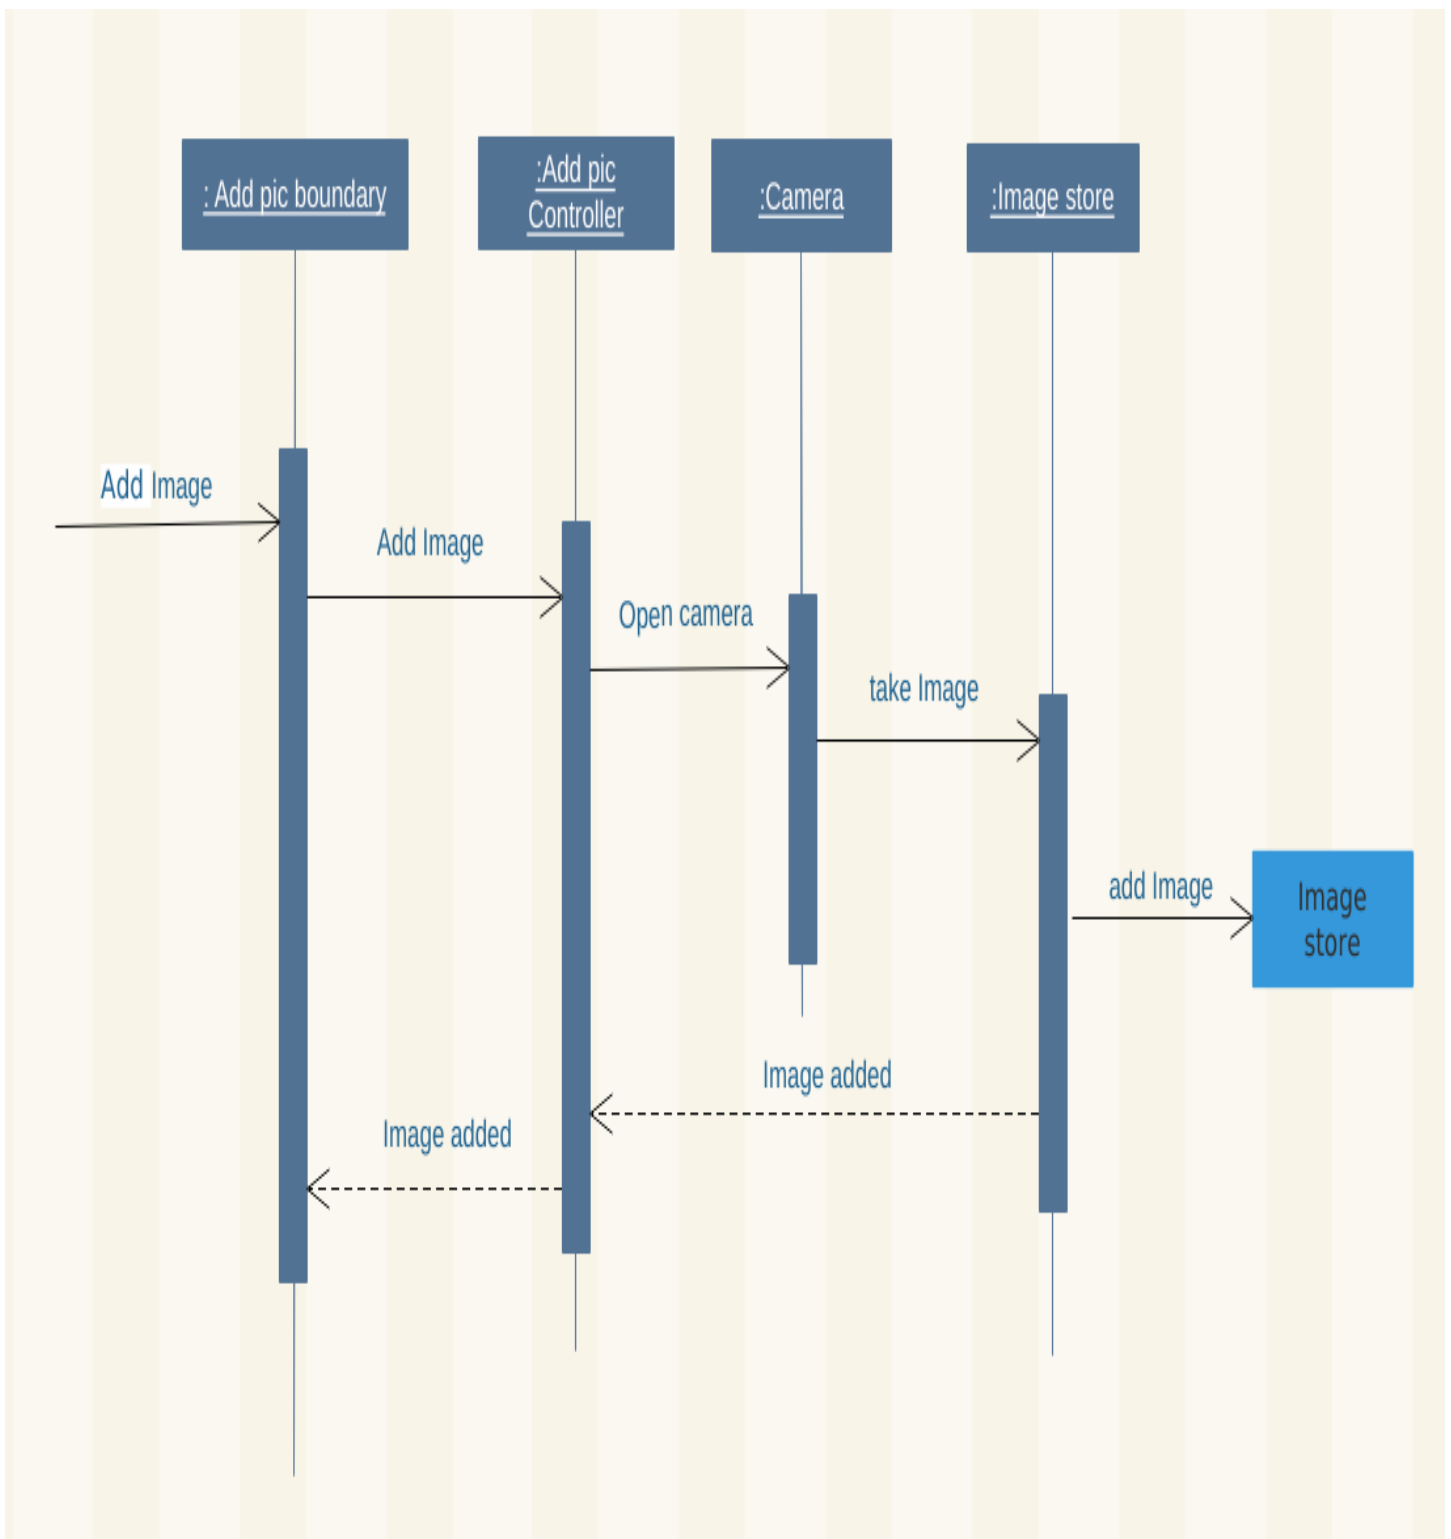 : Add pic boundary
:Add pic
Controller
:Camera
:Image store
Add Image
Add Image
Open camera
take Image
add Image
Image
store
Image added
Image added